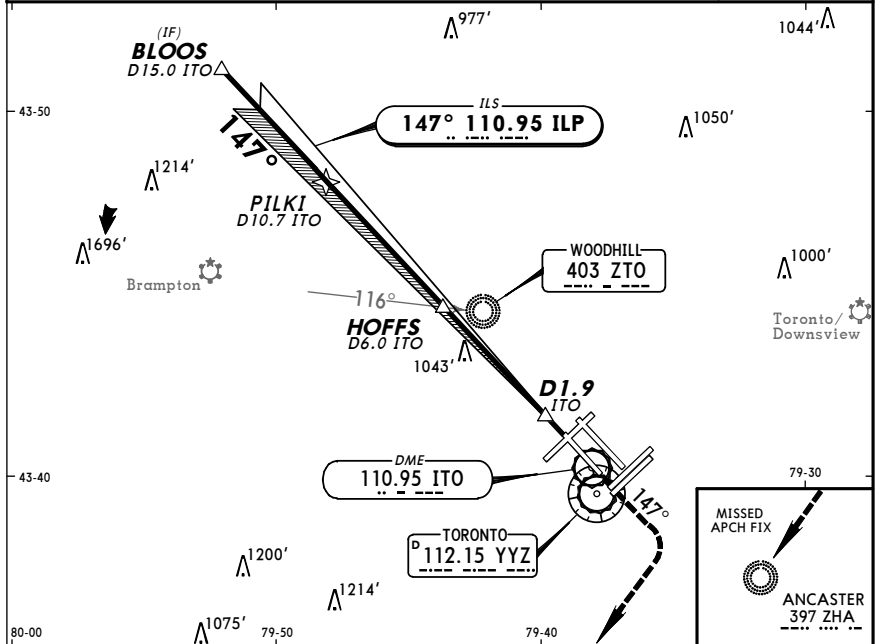 (IF)
BLOOS
D15.0 ITO
977'
1044'
43-50
147°
ILS
147° 110.95 ILP
1050'
1214'
PILKI
D10.7 ITO
1696'
Brampton
WOODHILL
403 ZTO
1000'
116°
HOFFS
D6.0 ITO
1043'
Toronto/
Downsview
D1.9
ITO
43-40
DME
110.95 ITO
79-30
147°
TORONTO
D 112.15 YYZ
MISSED
APCH FIX
ANCASTER
397 ZHA
1200'
1214'
1075'
80-00
79-50
79-40